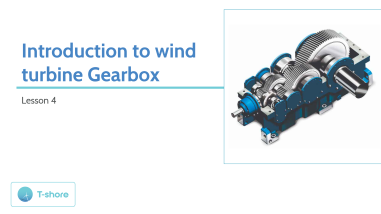 Introduction to wind
turbine Gearbox
Lesson 4
T-shore